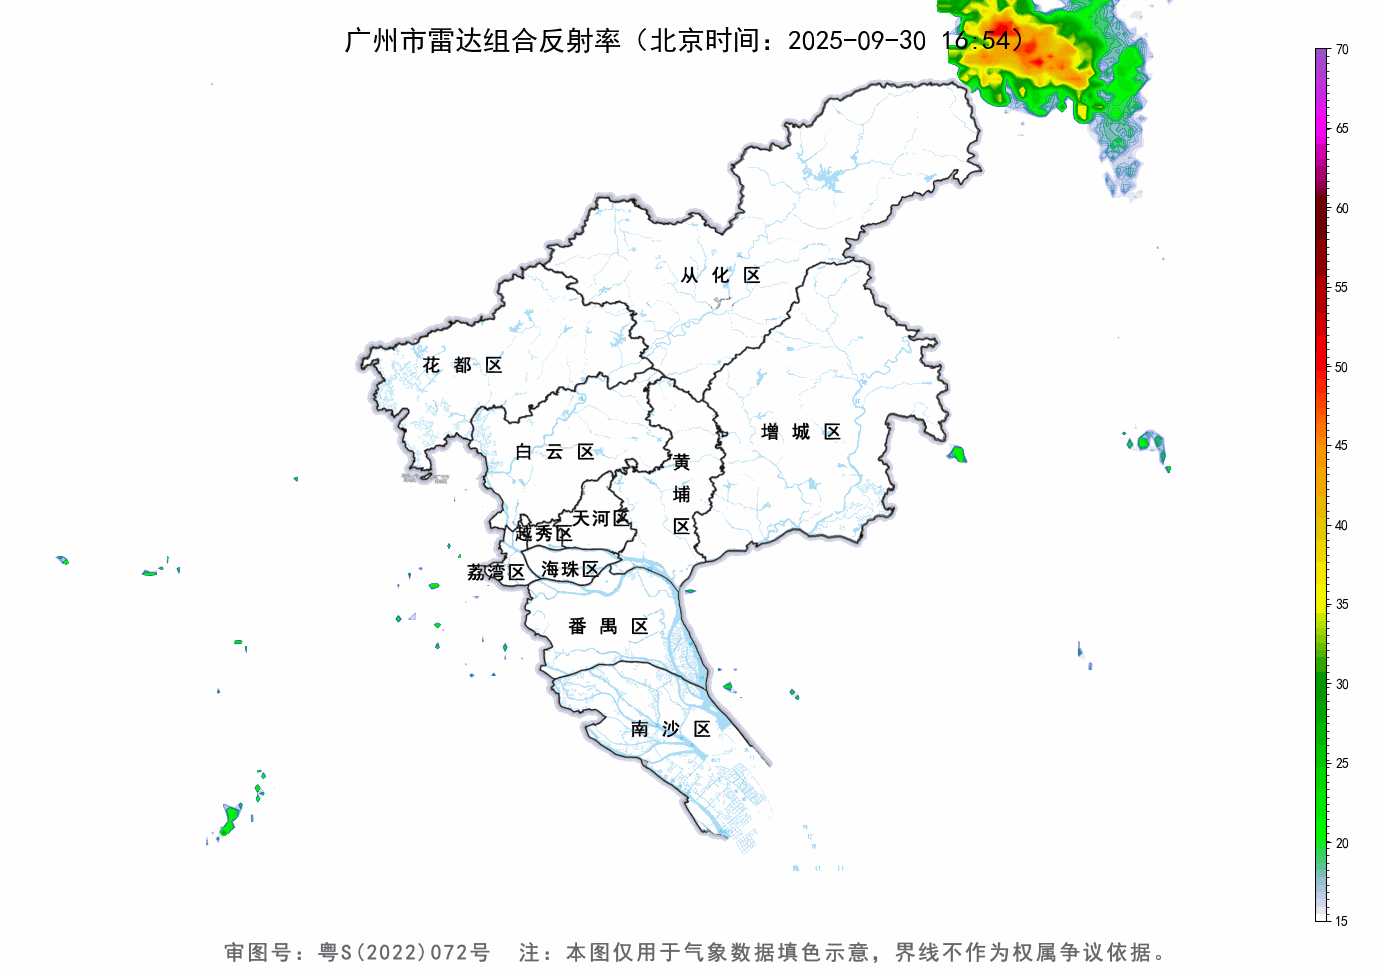 广州市雷达组合反射率（北京时间：2025-09-30 16:54）
70
65
60
55
50
45
40
35
30
25
20
15
从化区
花都区
增城区
白云区
黄埔区
天河区
越秀区
荔湾区
海珠区
番禺区
南沙区
审图号：粤S(2022)072号 注：本图仅用于气象数据填色示意，界线不作为权属争议依据。